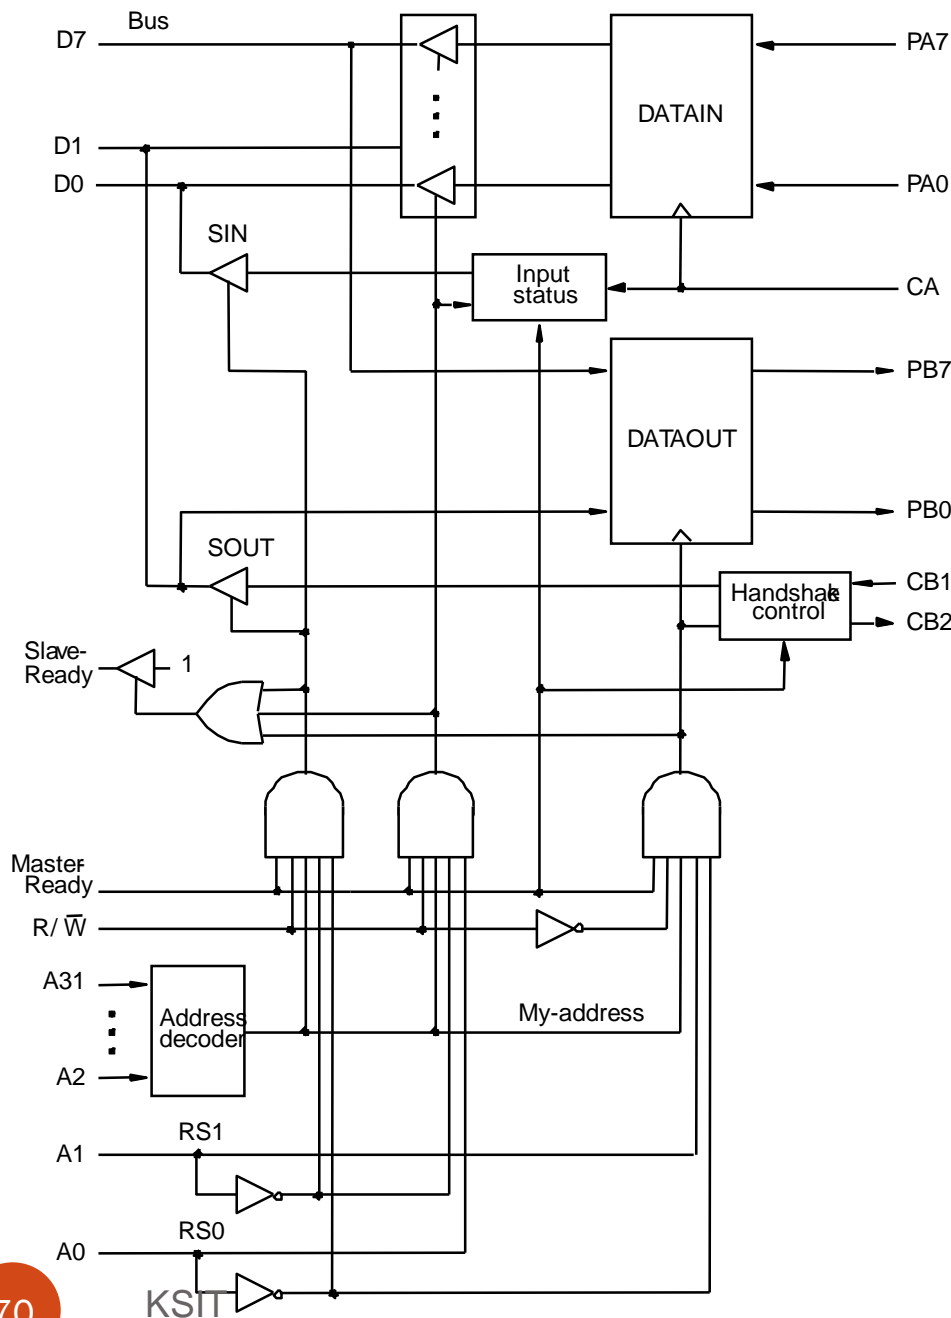 Bus
D7
PA7
DATAIN
D1
D0
PA0
SIN
Input
status
CA
PB7
DATAOUT
PB0
SOUT
Handshake
control
CB1
CB2
Slave-
Ready
1
Master-
Ready
R/ W̅
A31
Address
decoder
My-address
A2
RS1
A1
RS0
A0
70
KSIT